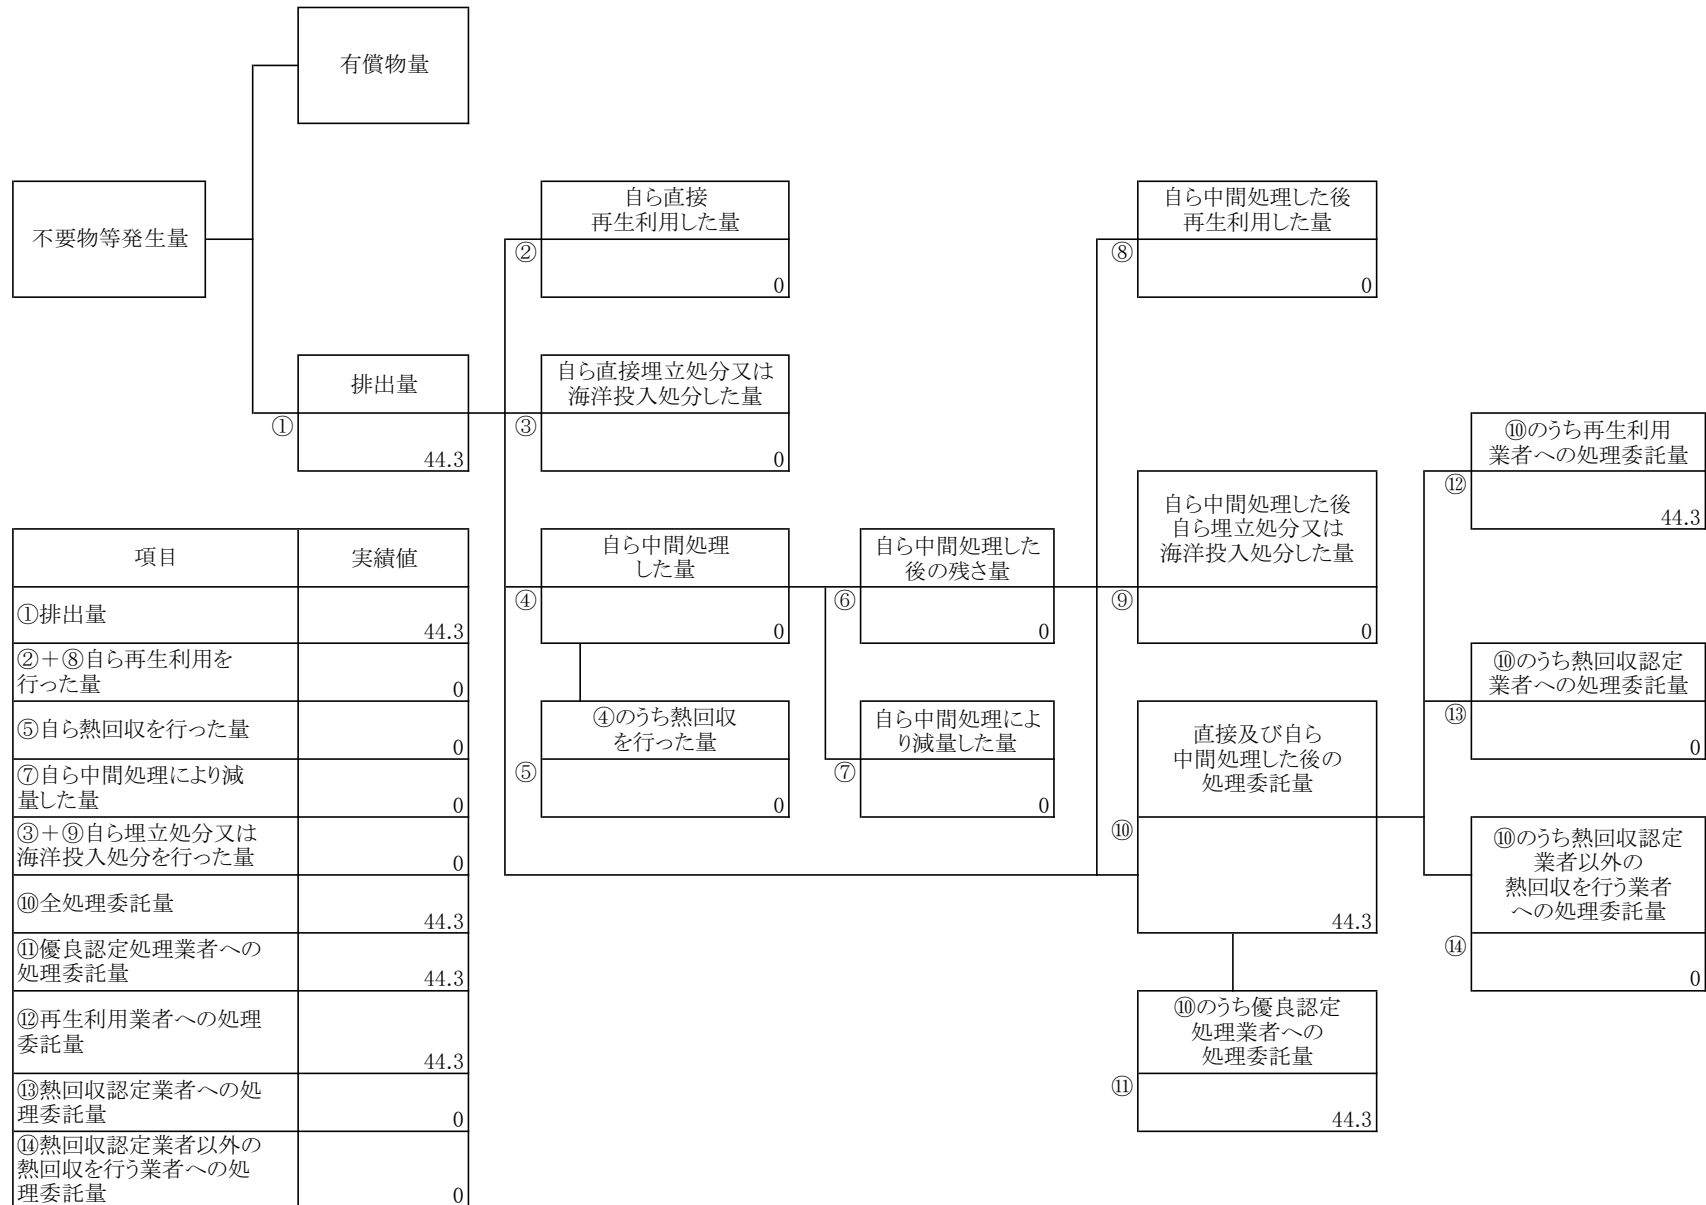 有償物量
不要物等発生量
自ら直接
再生利用した量
②
0
自ら中間処理した後
再生利用した量
⑧
0
排出量
①
44.3
自ら直接埋立処分又は
海洋投入処分した量
③
0
⑩のうち再生利用
業者への処理委託量
⑫
44.3
自ら中間処理
した量
④
0
自ら中間処理した
後の残さ量
⑥
0
自ら中間処理した後
自ら埋立処分又は
海洋投入処分した量
⑨
0
⑩のうち熱回収認定
業者への処理委託量
⑬
0
④のうち熱回収
を行った量
⑤
0
自ら中間処理によ
り減量した量
⑦
0
直接及び自ら
中間処理した後の
処理委託量
⑩
44.3
⑩のうち熱回収認定
業者以外の
熱回収を行う業者
への処理委託量
⑭
0
⑩のうち優良認定
処理業者への
処理委託量
⑪
44.3
項目 実績値
①排出量
44.3
②＋⑧自ら再生利用を
行った量 0
⑤自ら熱回収を行った量
0
⑦自ら中間処理により減
量した量 0
③＋⑨自ら埋立処分又は
海洋投入処分を行った量 0
⑩全処理委託量
44.3
⑪優良認定処理業者への
処理委託量 44.3
⑫再生利用業者への処理
委託量
44.3
⑬熱回収認定業者への処
理委託量 0
⑭熱回収認定業者以外の
熱回収を行う業者への処
理委託量 0